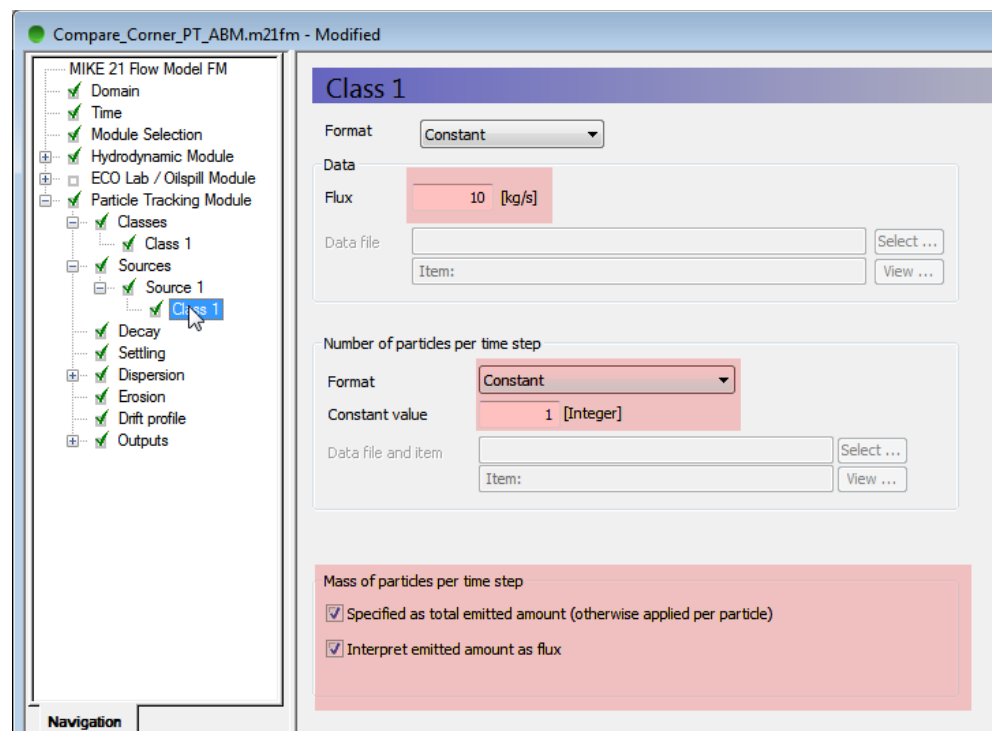 Compare_Corner_PT_ABM.m21fm - Modified
MIKE 21 Flow Model FM
Domain
Time
Module Selection
Hydrodynamic Module
ECO Lab / Oilspill Module
Particle Tracking Module
Classes
Class 1
Sources
Source 1
Class 1
Decay
Settling
Dispersion
Erosion
Drift profile
Outputs
Navigation
Class 1
Format Constant
Data
Flux 10 [kg/s]
Data file Select ...
Item: View ...
Number of particles per time step
Format Constant
Constant value 1 [Integer]
Data file and item Select ...
Item: View ...
Mass of particles per time step
Specified as total emitted amount (otherwise applied per particle)
Interpret emitted amount as flux